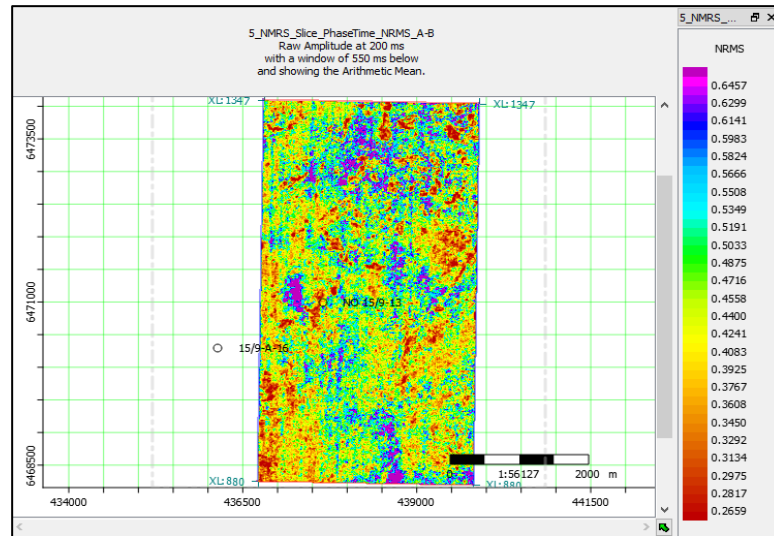 5_NMRS_Slice_PhaseTime_NRMS_A-B
Raw Amplitude at 200 ms
with a window of 550 ms below
and showing the Arithmetic Mean.
5_NMRS_...
NRMS
XL:1347
XL:1347
6473500
6471000
6468500
NO 15/9-13
15/9-A-16
XL:880
XL:880
0
1:56127
2000 m
434000
436500
439000
441500
0.6457
0.6299
0.6141
0.5983
0.5824
0.5666
0.5508
0.5349
0.5191
0.5033
0.4875
0.4716
0.4558
0.4400
0.4241
0.4083
0.3925
0.3767
0.3608
0.3450
0.3292
0.3134
0.2975
0.2817
0.2659